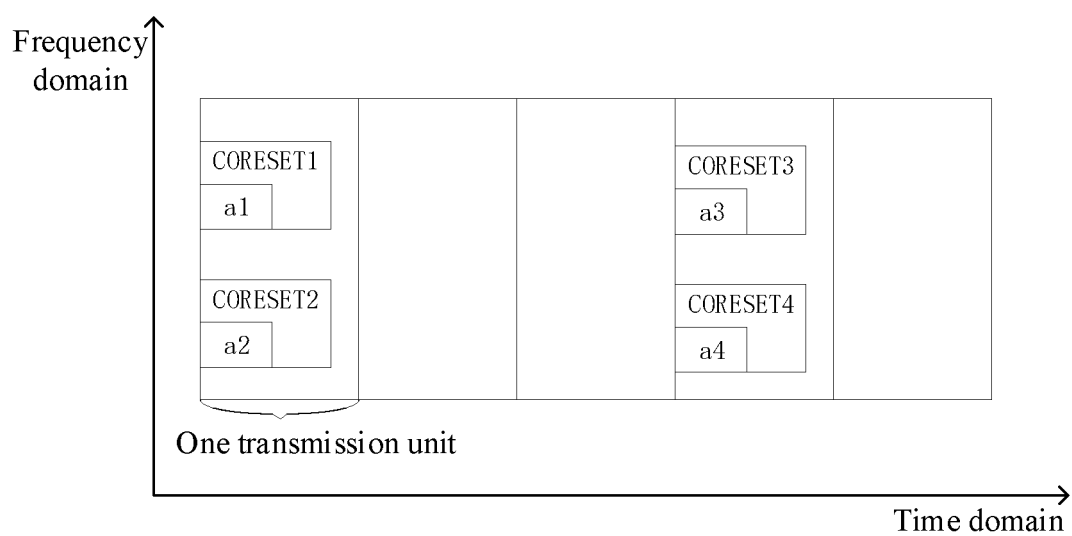 Frequency
domain
CORESET1
a1
CORESET2
a2
CORESET3
a3
CORESET4
a4
One transmission unit
Time domain